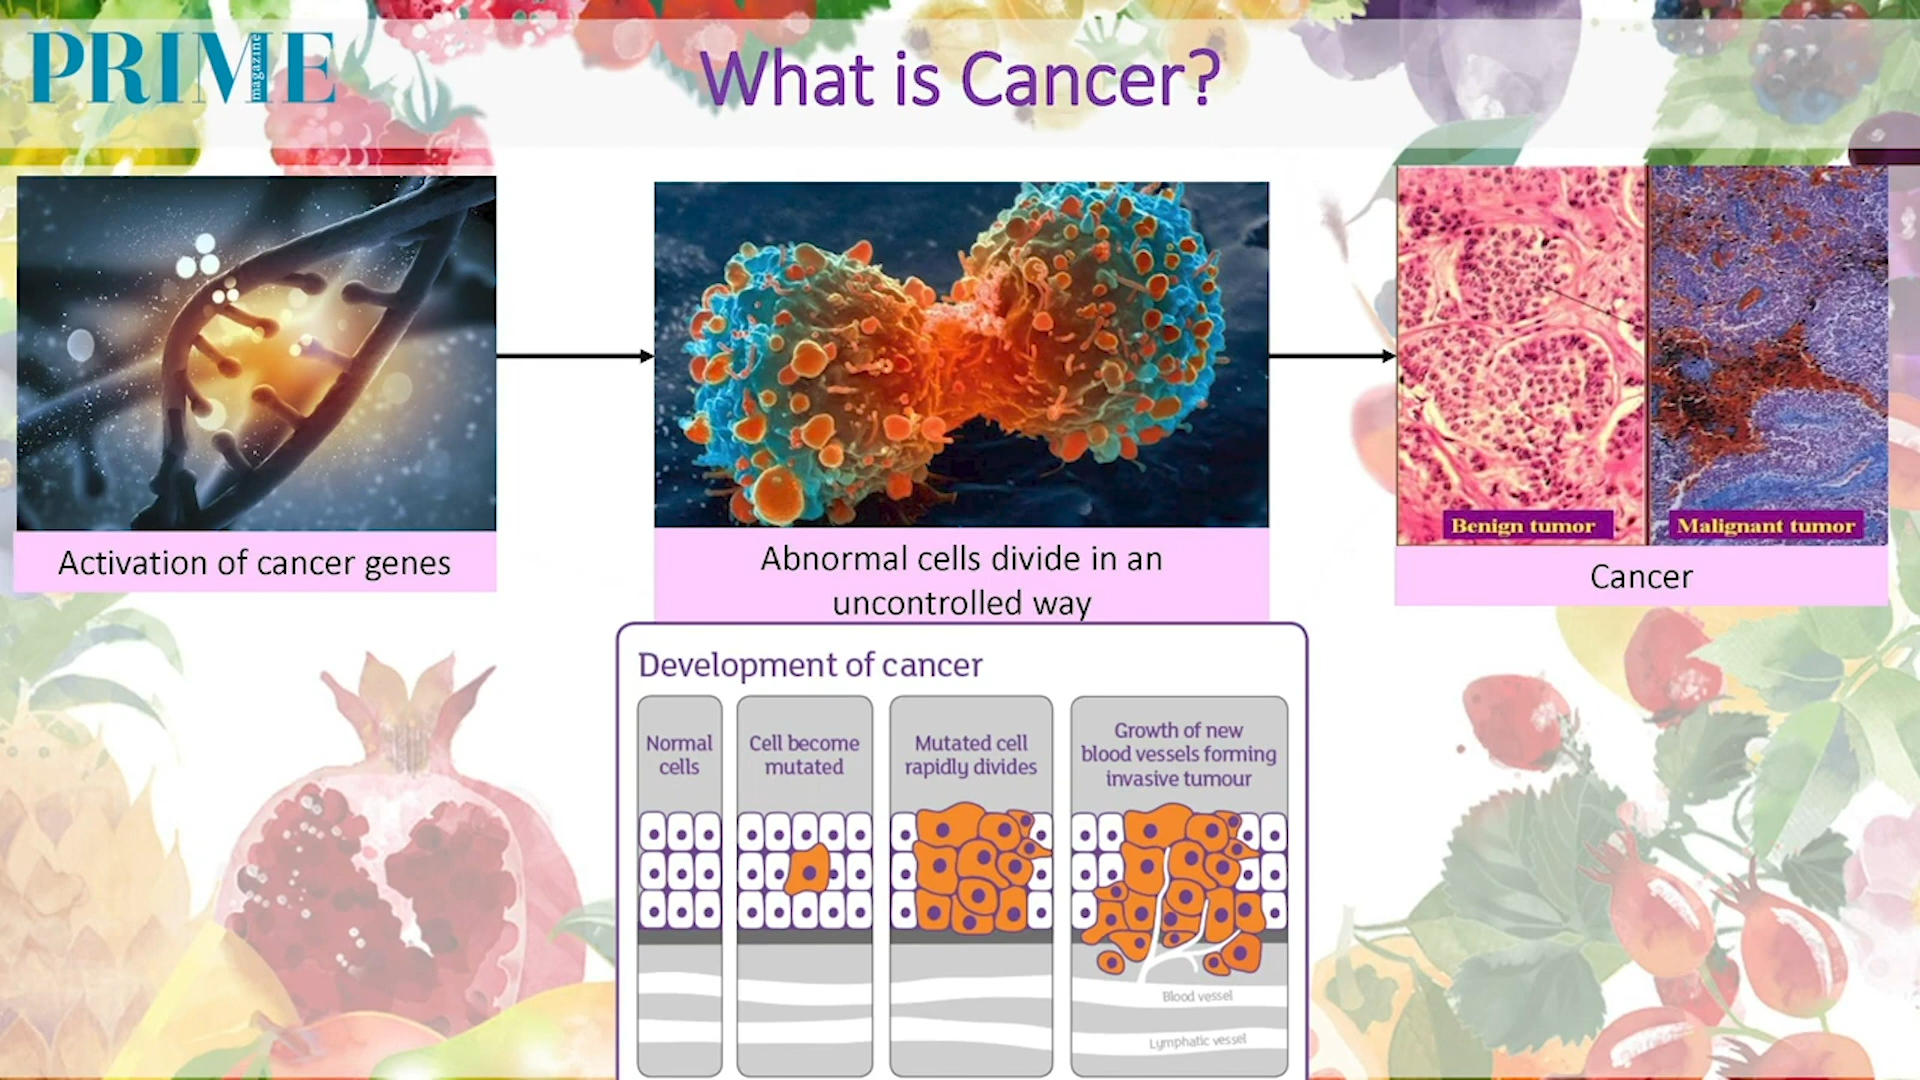 PRIME
magazine
What is Cancer?
Activation of cancer genes
Abnormal cells divide in an
uncontrolled way
Benign tumor
Malignant tumor
Cancer
Development of cancer
Normal
cells
Cell become
mutated
Mutated cell
rapidly divides
Growth of new
blood vessels forming
invasive tumour
Blood vessel
Lymphatic vessel